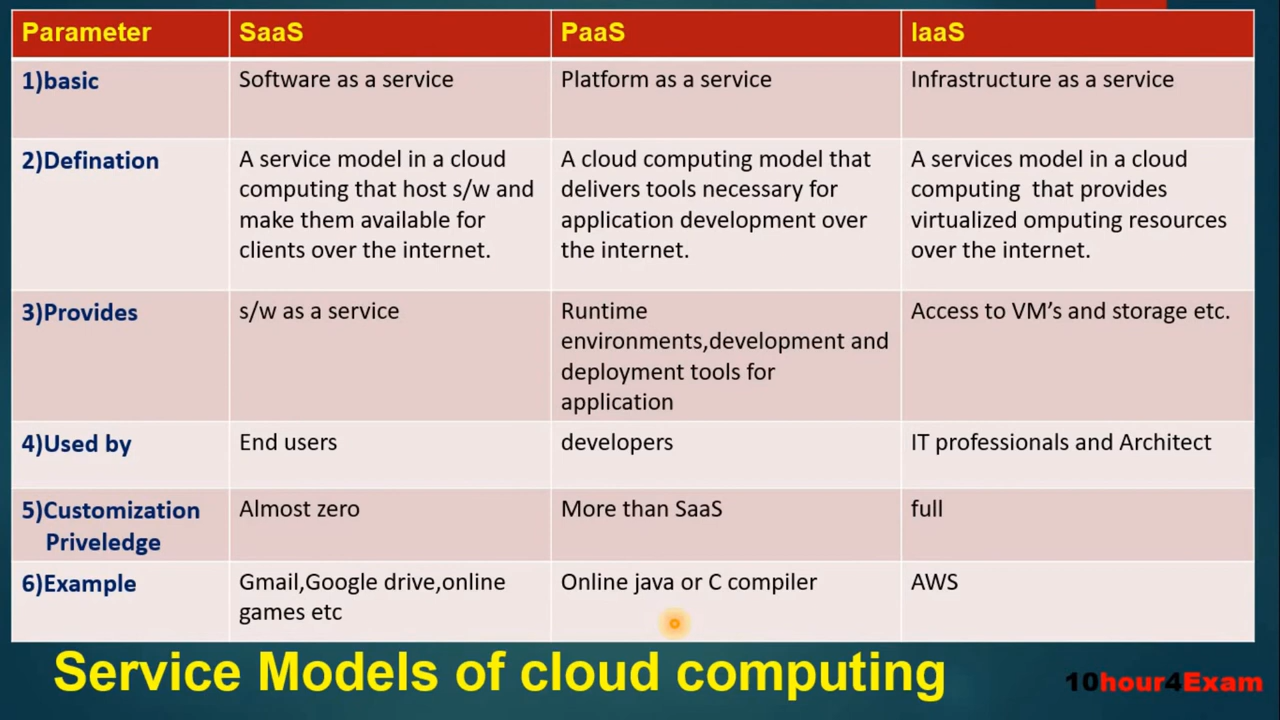 Parameter SaaS PaaS IaaS
1)basic Software as a service Platform as a service Infrastructure as a service
2)Defination
A service model in a cloud
computing that host s/w and
make them available for
clients over the internet.
A cloud computing model that
delivers tools necessary for
application development over
the internet.
A services model in a cloud
computing that provides
virtualized omputing resources
over the internet.
3)Provides
s/w as a service
Runtime
environments,development and
deployment tools for
application
Access to VM’s and storage etc.
4)Used by End users developers IT professionals and Architect
5)Customization
Priveledge
Almost zero
More than SaaS
full
6)Example
Gmail,Google drive,online
games etc
Online java or C compiler
AWS
Service Models of cloud computing
10hour4Exam